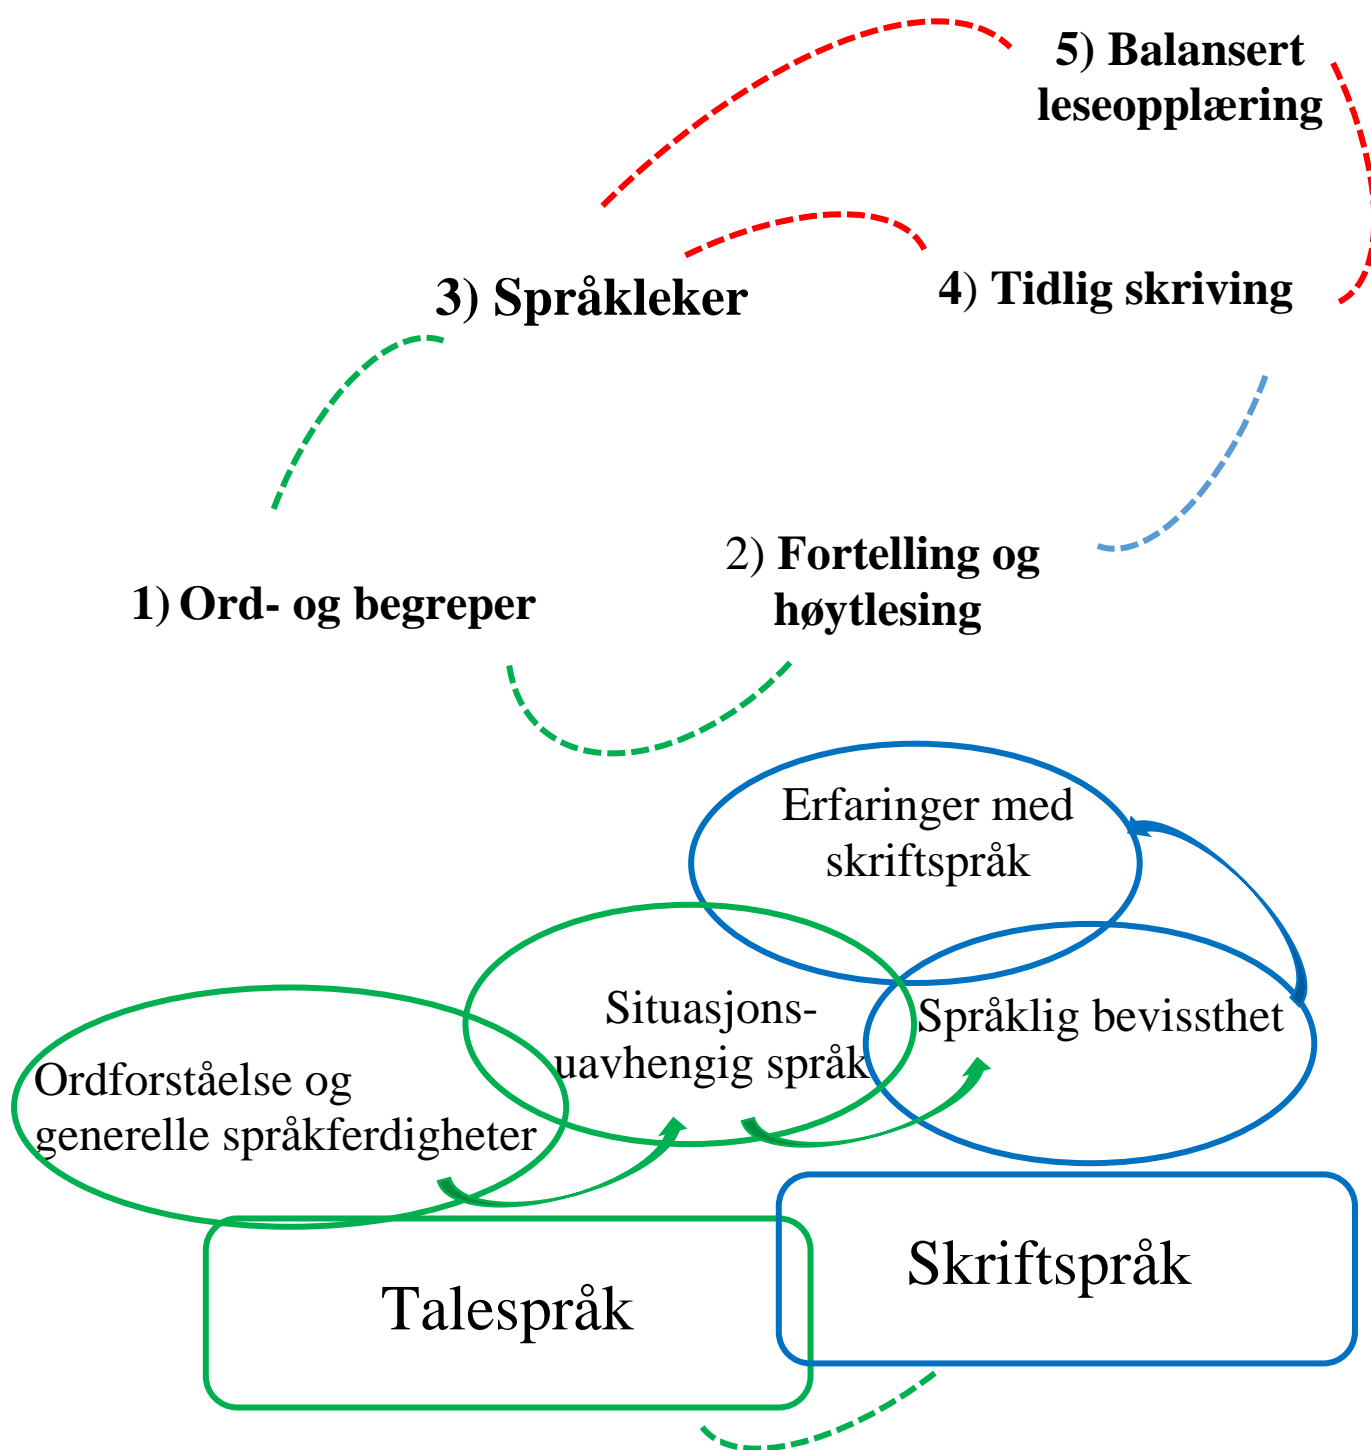 5) Balansert
leseopplæring
3) Språkleker
4) Tidlig skriving
2) Fortelling og
høytlesing
1) Ord- og begreper
Erfaringer med
skriftspråk
Situasjons-
uavhengig språk
Språklig bevissthet
Ordforståelse og
generelle språkferdigheter
Skriftspråk
Talespråk